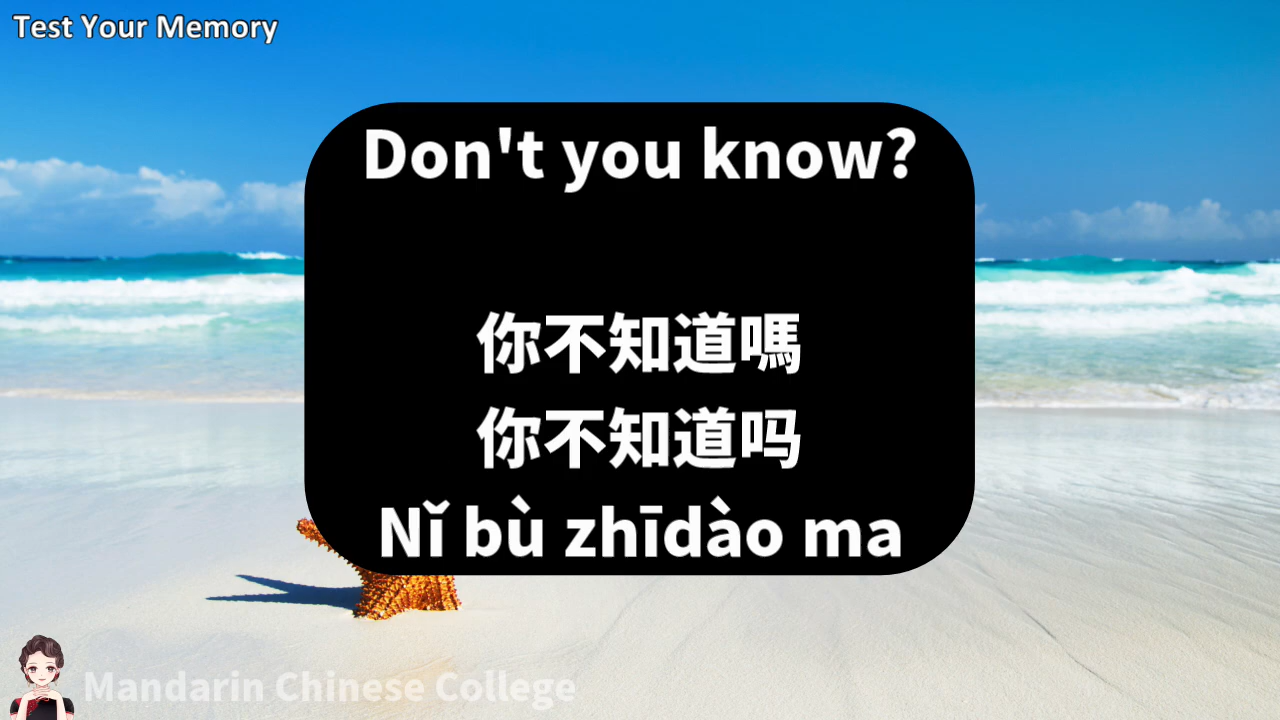 Test Your Memory
Don't you know?
你不知道嗎
你不知道吗
Nǐ bù zhīdào ma
Mandarin Chinese College